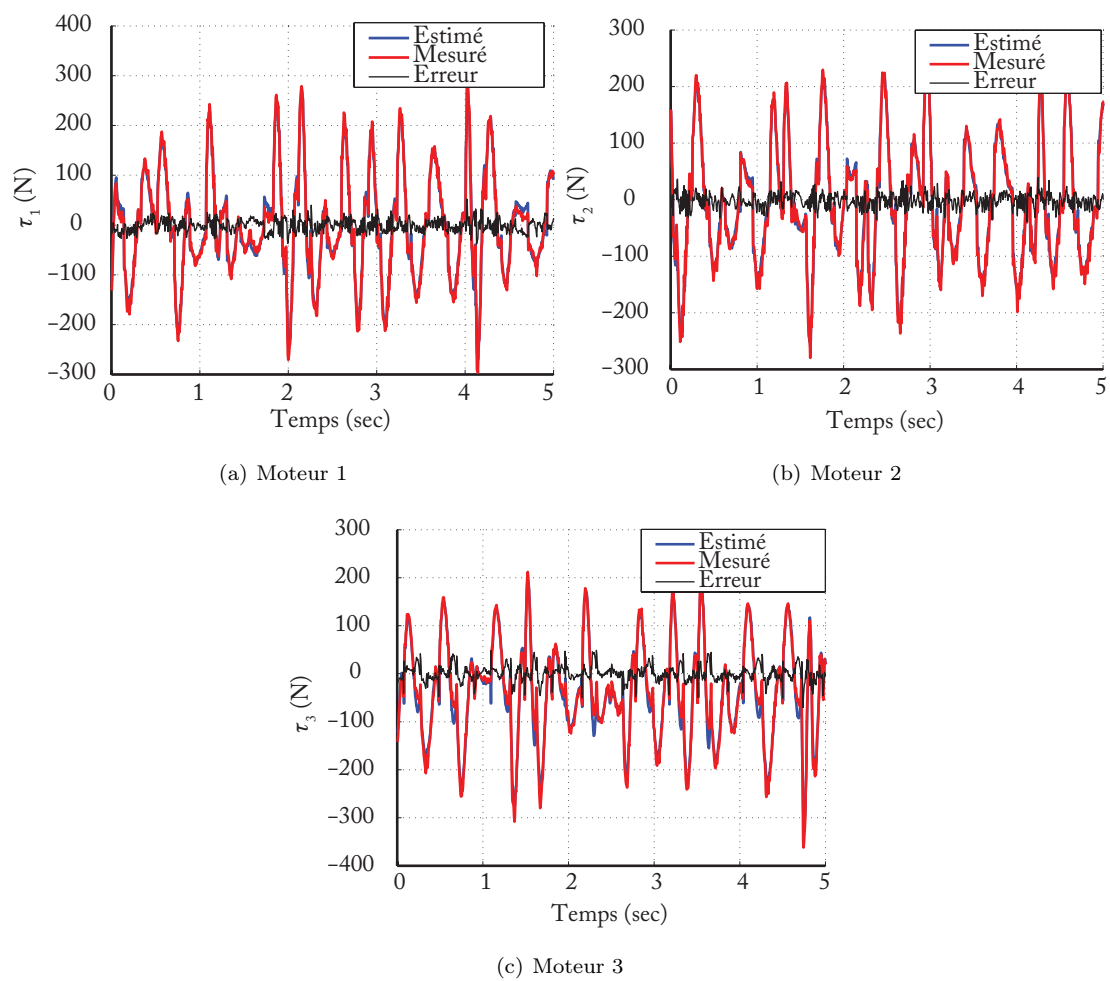 400
300
200
100
0
−100
−200
−300
τ1 (N)
Estimé
Mesuré
Erreur
0 1 2 3 4 5
Temps (sec)
(a) Moteur 1
300
200
100
0
−100
−200
−300
τ2 (N)
Estimé
Mesuré
Erreur
0 1 2 3 4 5
Temps (sec)
(b) Moteur 2
300
200
100
0
−100
−200
−300
−400
τ3 (N)
Estimé
Mesuré
Erreur
0 1 2 3 4 5
Temps (sec)
(c) Moteur 3